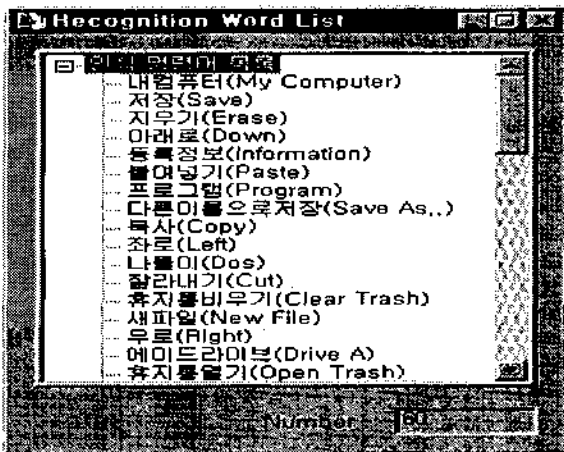 Recognition Word List
내컴퓨터(My Computer)
저장(Save)
지우기(Erase)
아래로(Down)
등록정보(Information)
붙여넣기(Paste)
프로그램(Program)
다른이름으로저장(Save As..)
복사(Copy)
좌로(Left)
나들이(Dos)
잘라내기(Cut)
휴지통비우기(Clear Trash)
새파일(New File)
우로(Right)
에이드라이브(Drive A)
휴지통열기(Open Trash)
Number
60